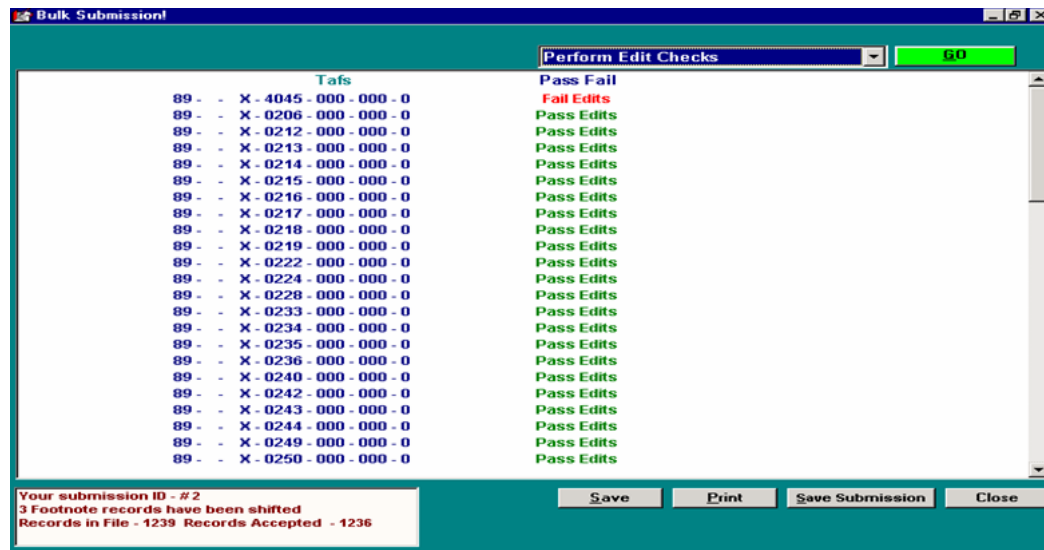 Bulk Submission!
Perform Edit Checks GO
Tafs Pass Fail
89 - - X - 4045 - 000 - 000 - 0 Fail Edits
89 - - X - 0206 - 000 - 000 - 0 Pass Edits
89 - - X - 0212 - 000 - 000 - 0 Pass Edits
89 - - X - 0213 - 000 - 000 - 0 Pass Edits
89 - - X - 0214 - 000 - 000 - 0 Pass Edits
89 - - X - 0215 - 000 - 000 - 0 Pass Edits
89 - - X - 0216 - 000 - 000 - 0 Pass Edits
89 - - X - 0217 - 000 - 000 - 0 Pass Edits
89 - - X - 0218 - 000 - 000 - 0 Pass Edits
89 - - X - 0219 - 000 - 000 - 0 Pass Edits
89 - - X - 0222 - 000 - 000 - 0 Pass Edits
89 - - X - 0224 - 000 - 000 - 0 Pass Edits
89 - - X - 0228 - 000 - 000 - 0 Pass Edits
89 - - X - 0233 - 000 - 000 - 0 Pass Edits
89 - - X - 0234 - 000 - 000 - 0 Pass Edits
89 - - X - 0235 - 000 - 000 - 0 Pass Edits
89 - - X - 0236 - 000 - 000 - 0 Pass Edits
89 - - X - 0240 - 000 - 000 - 0 Pass Edits
89 - - X - 0242 - 000 - 000 - 0 Pass Edits
89 - - X - 0243 - 000 - 000 - 0 Pass Edits
89 - - X - 0244 - 000 - 000 - 0 Pass Edits
89 - - X - 0249 - 000 - 000 - 0 Pass Edits
89 - - X - 0250 - 000 - 000 - 0 Pass Edits
Your submission ID - # 2
3 Footnote records have been shifted
Records in File - 1239 Records Accepted - 1236
Save Print Save Submission Close